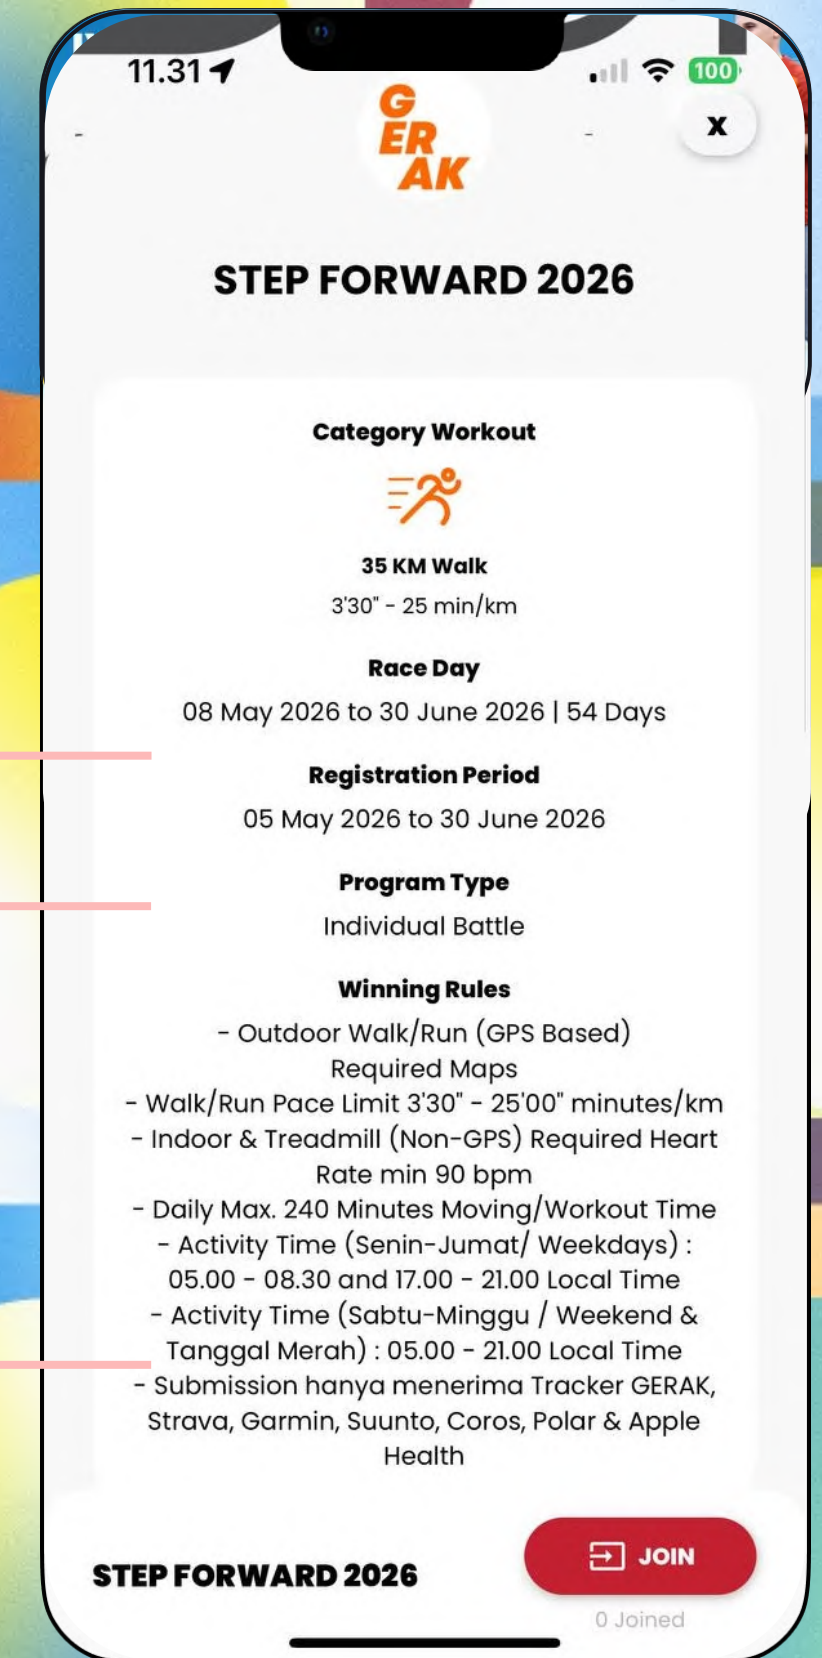 11.31
100
G
ER
AK
X
STEP FORWARD 2026
Category Workout
35 KM Walk
3'30" - 25 min/km
Race Day
08 May 2026 to 30 June 2026 | 54 Days
Registration Period
05 May 2026 to 30 June 2026
Program Type
Individual Battle
Winning Rules
- Outdoor Walk/Run (GPS Based)
Required Maps
- Walk/Run Pace Limit 3'30" - 25'00" minutes/km
- Indoor & Treadmill (Non-GPS) Required Heart
Rate min 90 bpm
- Daily Max. 240 Minutes Moving/Workout Time
- Activity Time (Senin-Jumat/ Weekdays) :
05.00 - 08.30 and 17.00 - 21.00 Local Time
- Activity Time (Sabtu-Minggu / Weekend &
Tanggal Merah) : 05.00 - 21.00 Local Time
- Submission hanya menerima Tracker GERAK,
Strava, Garmin, Suunto, Coros, Polar & Apple
Health
STEP FORWARD 2026
JOIN
0 Joined